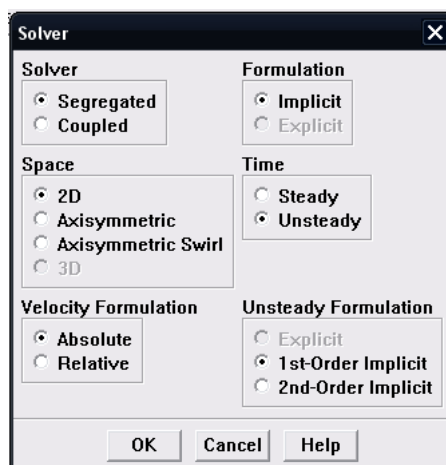 Solver
Solver
Segregated
Coupled
Formulation
Implicit
Explicit
Space
2D
Axisymmetric
Axisymmetric Swirl
3D
Time
Steady
Unsteady
Velocity Formulation
Absolute
Relative
Unsteady Formulation
Explicit
1st-Order Implicit
2nd-Order Implicit
OK
Cancel
Help